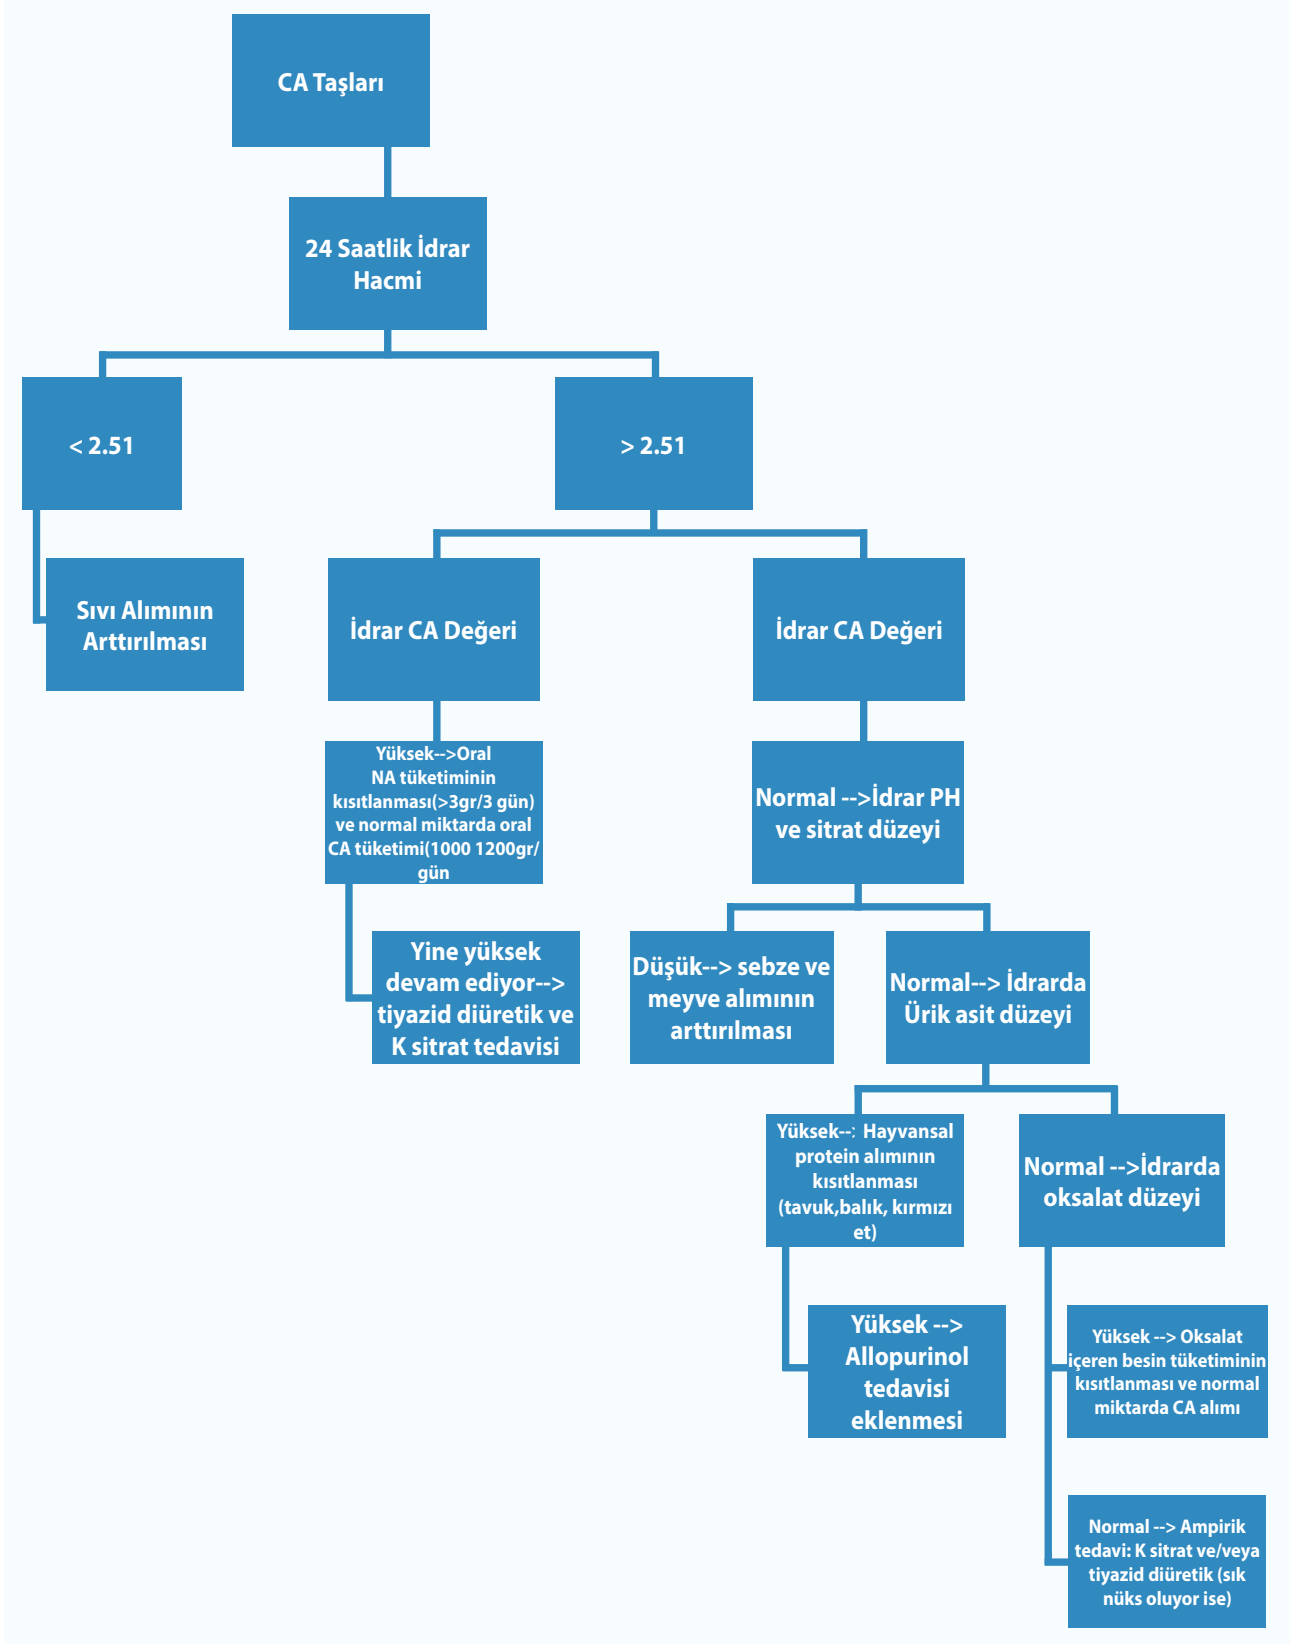 CA Taşları
24 Saatlik İdrar
Hacmi
< 2.51
> 2.51
Sıvı Alımının
Arttırılması
İdrar CA Değeri
İdrar CA Değeri
Yüksek-->Oral
NA tüketiminin
kısıtlanması(>3gr/3 gün)
ve normal miktarda oral
CA tüketimi(1000 1200gr/
gün
Normal -->İdrar PH
ve sitrat düzeyi
Yine yüksek
devam ediyor-->
tiyazid diüretik ve
K sitrat tedavisi
Düşük--> sebze ve
meyve alımının
arttırılması
Normal--> İdrarda
Ürik asit düzeyi
Yüksek--: Hayvansal
protein alımının
kısıtlanması
(tavuk,balık, kırmızı
et)
Normal -->İdrarda
oksalat düzeyi
Yüksek -->
Allopurinol
tedavisi
eklenmesi
Yüksek --> Oksalat
içeren besin tüketiminin
kısıtlanması ve normal
miktarda CA alımı
Normal --> Ampirik
tedavi: K sitrat ve/veya
tiyazid diüretik (sık
nüks oluyor ise)